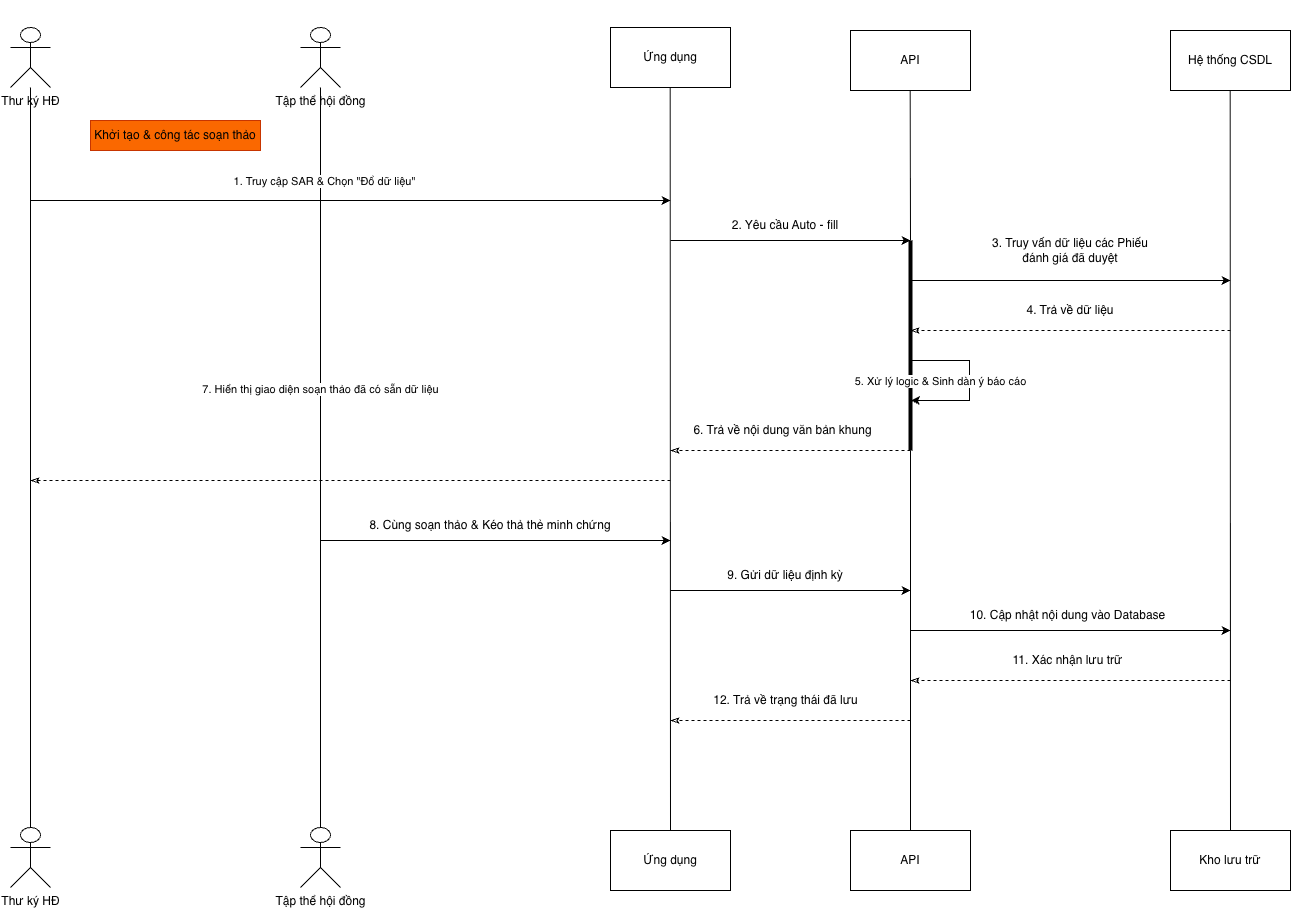 Thư ký HĐ
Tập thể hội đồng
Ứng dụng
API
Hệ thống CSDL
Khởi tạo & công tác soạn thảo
1. Truy cập SAR & Chọn "Đổ dữ liệu"
2. Yêu cầu Auto - fill
3. Truy vấn dữ liệu các Phiếu
đánh giá đã duyệt
4. Trả về dữ liệu
5. Xử lý logic & Sinh dàn ý báo cáo
7. Hiển thị giao diện soạn thảo đã có sẵn dữ liệu
6. Trả về nội dung văn bản khung
8. Cùng soạn thảo & Kéo thả thẻ minh chứng
9. Gửi dữ liệu định kỳ
10. Cập nhật nội dung vào Database
11. Xác nhận lưu trữ
12. Trả về trạng thái đã lưu
Thư ký HĐ
Tập thể hội đồng
Ứng dụng
API
Kho lưu trữ